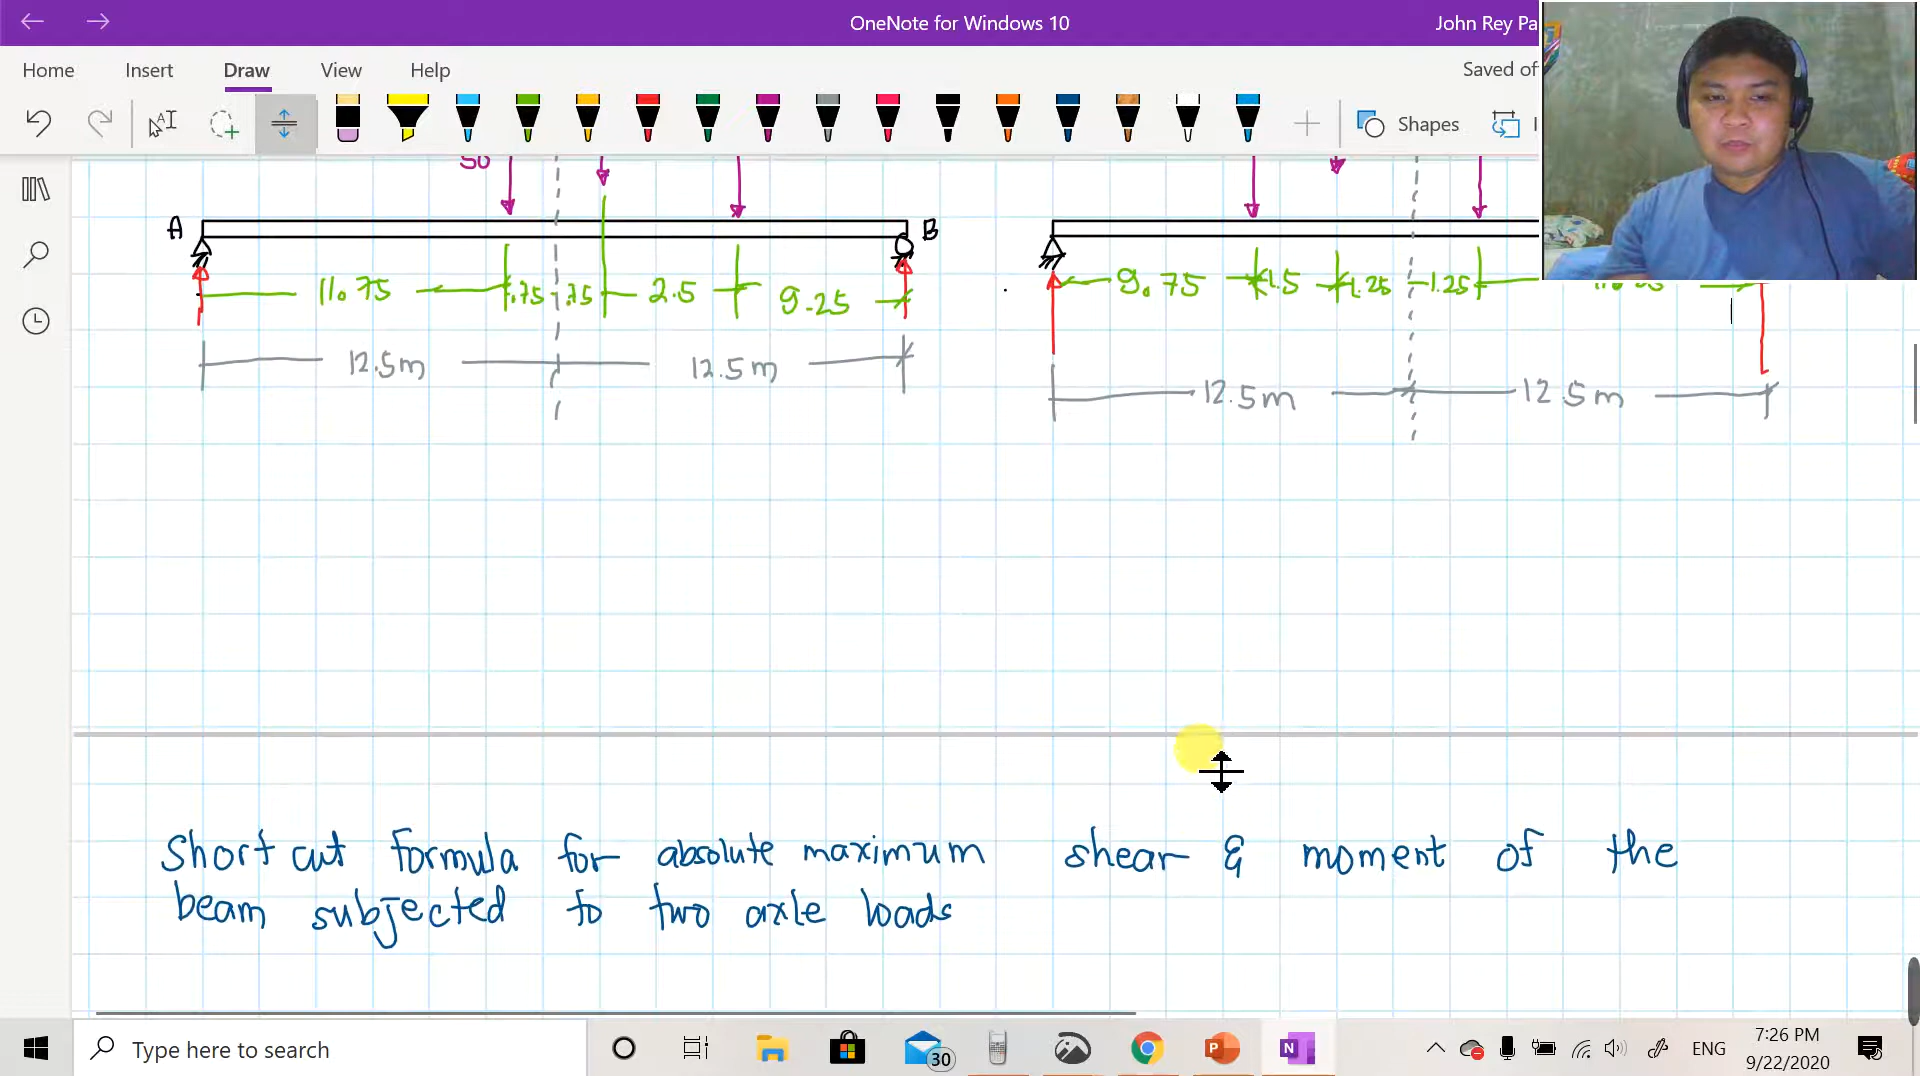 OneNote for Windows 10
John Rey Pa
Home Insert Draw View Help
Saved of
Shapes
50
A B
11.75 .75 .75 2.5 9.25
9.75 1.5 1.25 1.25
12.5m 12.5m
12.5m 12.5m
Short cut formula for absolute maximum shear & moment of the
beam subjected to two axle loads
Type here to search
30
ENG
7:26 PM
9/22/2020